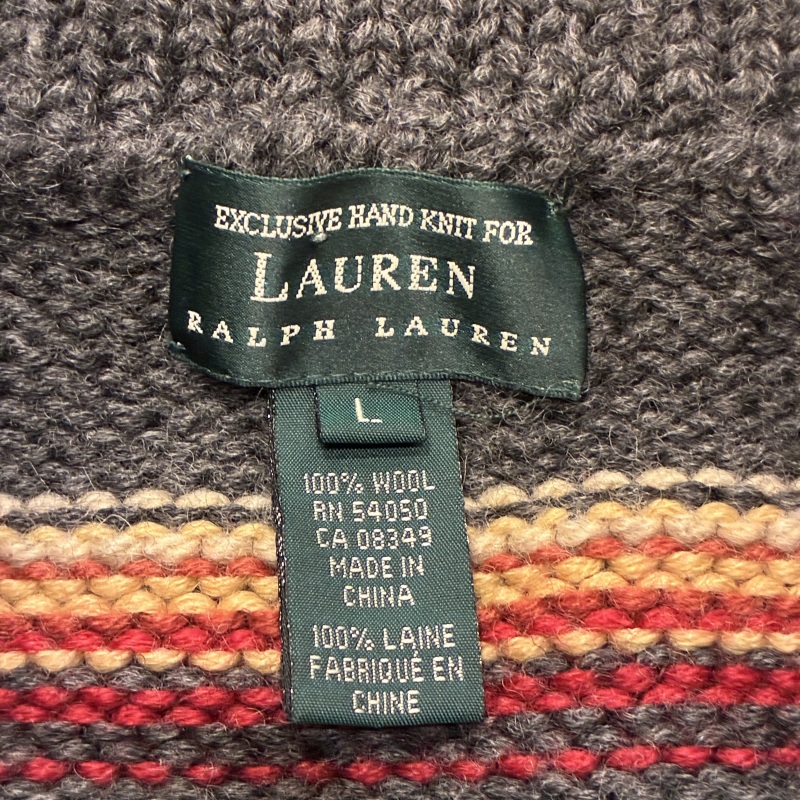 EXCLUSIVE HAND KNIT FOR
LAUREN
RALPH LAUREN
L
100% WOOL
RN 54050
CA 08349
MADE IN
CHINA
100% LAINE
FABRIQUÉ EN
CHINE